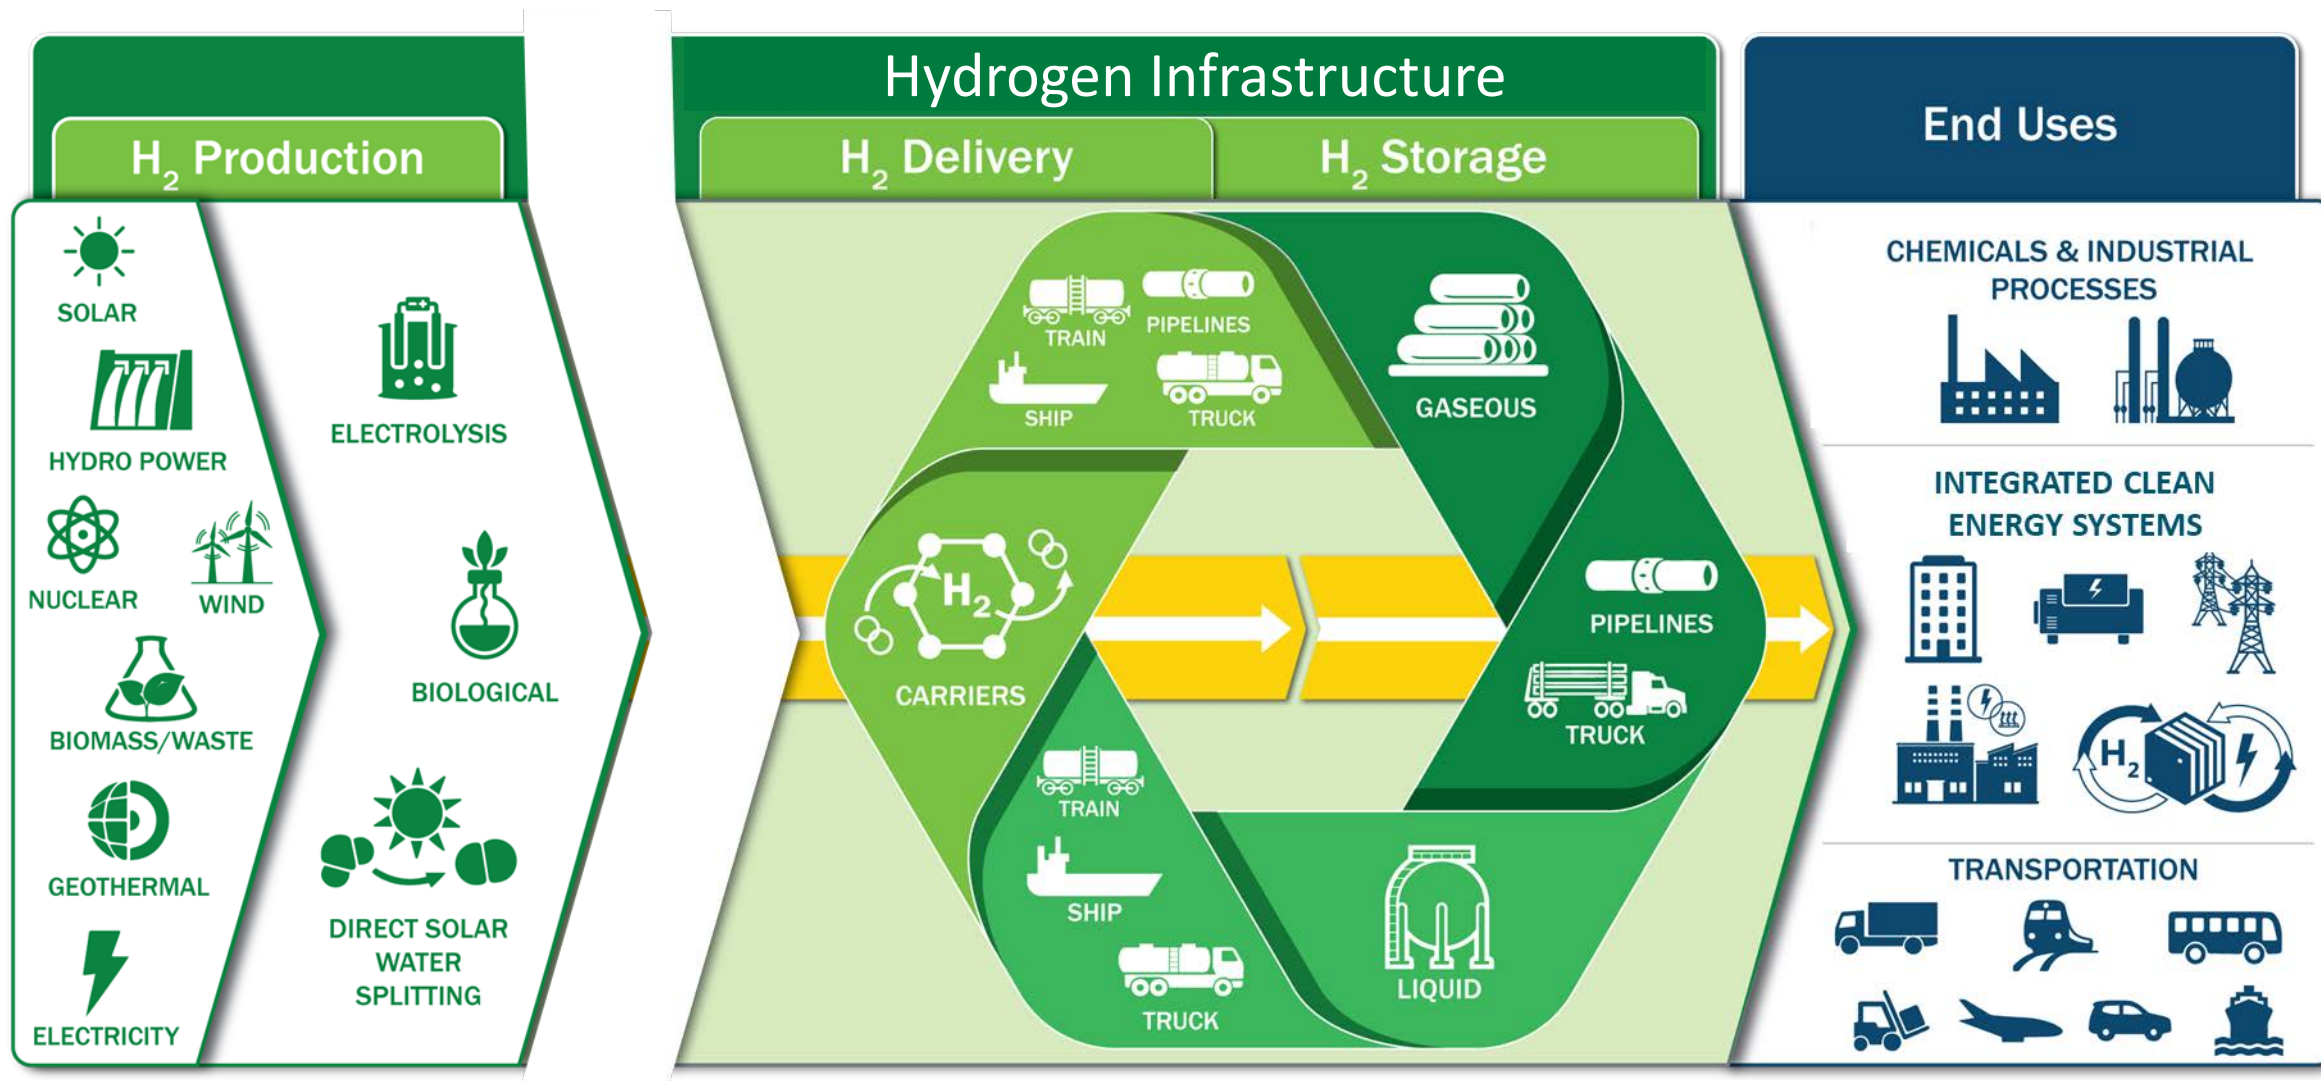 Hydrogen Infrastructure
H₂ Production
H₂ Delivery
H₂ Storage
End Uses
SOLAR
HYDRO POWER
NUCLEAR
WIND
BIOMASS/WASTE
GEOTHERMAL
ELECTRICITY
ELECTROLYSIS
BIOLOGICAL
DIRECT SOLAR
WATER
SPLITTING
TRAIN
PIPELINES
SHIP
TRUCK
GASEOUS
H₂
CARRIERS
PIPELINES
TRUCK
TRAIN
SHIP
TRUCK
LIQUID
CHEMICALS & INDUSTRIAL
PROCESSES
INTEGRATED CLEAN
ENERGY SYSTEMS
H₂
TRANSPORTATION